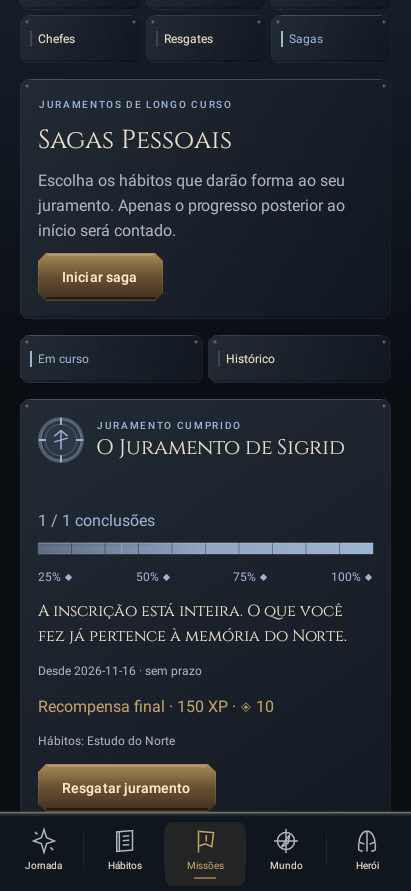 Chefes
Resgates
Sagas
JURAMENTOS DE LONGO CURSO
SAGAS PESSOAIS
Escolha os hábitos que darão forma ao seu
juramento. Apenas o progresso posterior ao
início será contado.
Iniciar saga
Em curso
Histórico
JURAMENTO CUMPRIDO
O JURAMENTO DE SIGRID
1 / 1 conclusões
25% ◆ 50% ◆ 75% ◆ 100% ◆
A INSCRIÇÃO ESTÁ INTEIRA. O QUE VOCÊ
FEZ JÁ PERTENCE À MEMÓRIA DO NORTE.
Desde 2026-11-16 · sem prazo
Recompensa final · 150 XP · ◈ 10
Hábitos: Estudo do Norte
Resgatar juramento
Jornada
Hábitos
Missões
Mundo
Herói